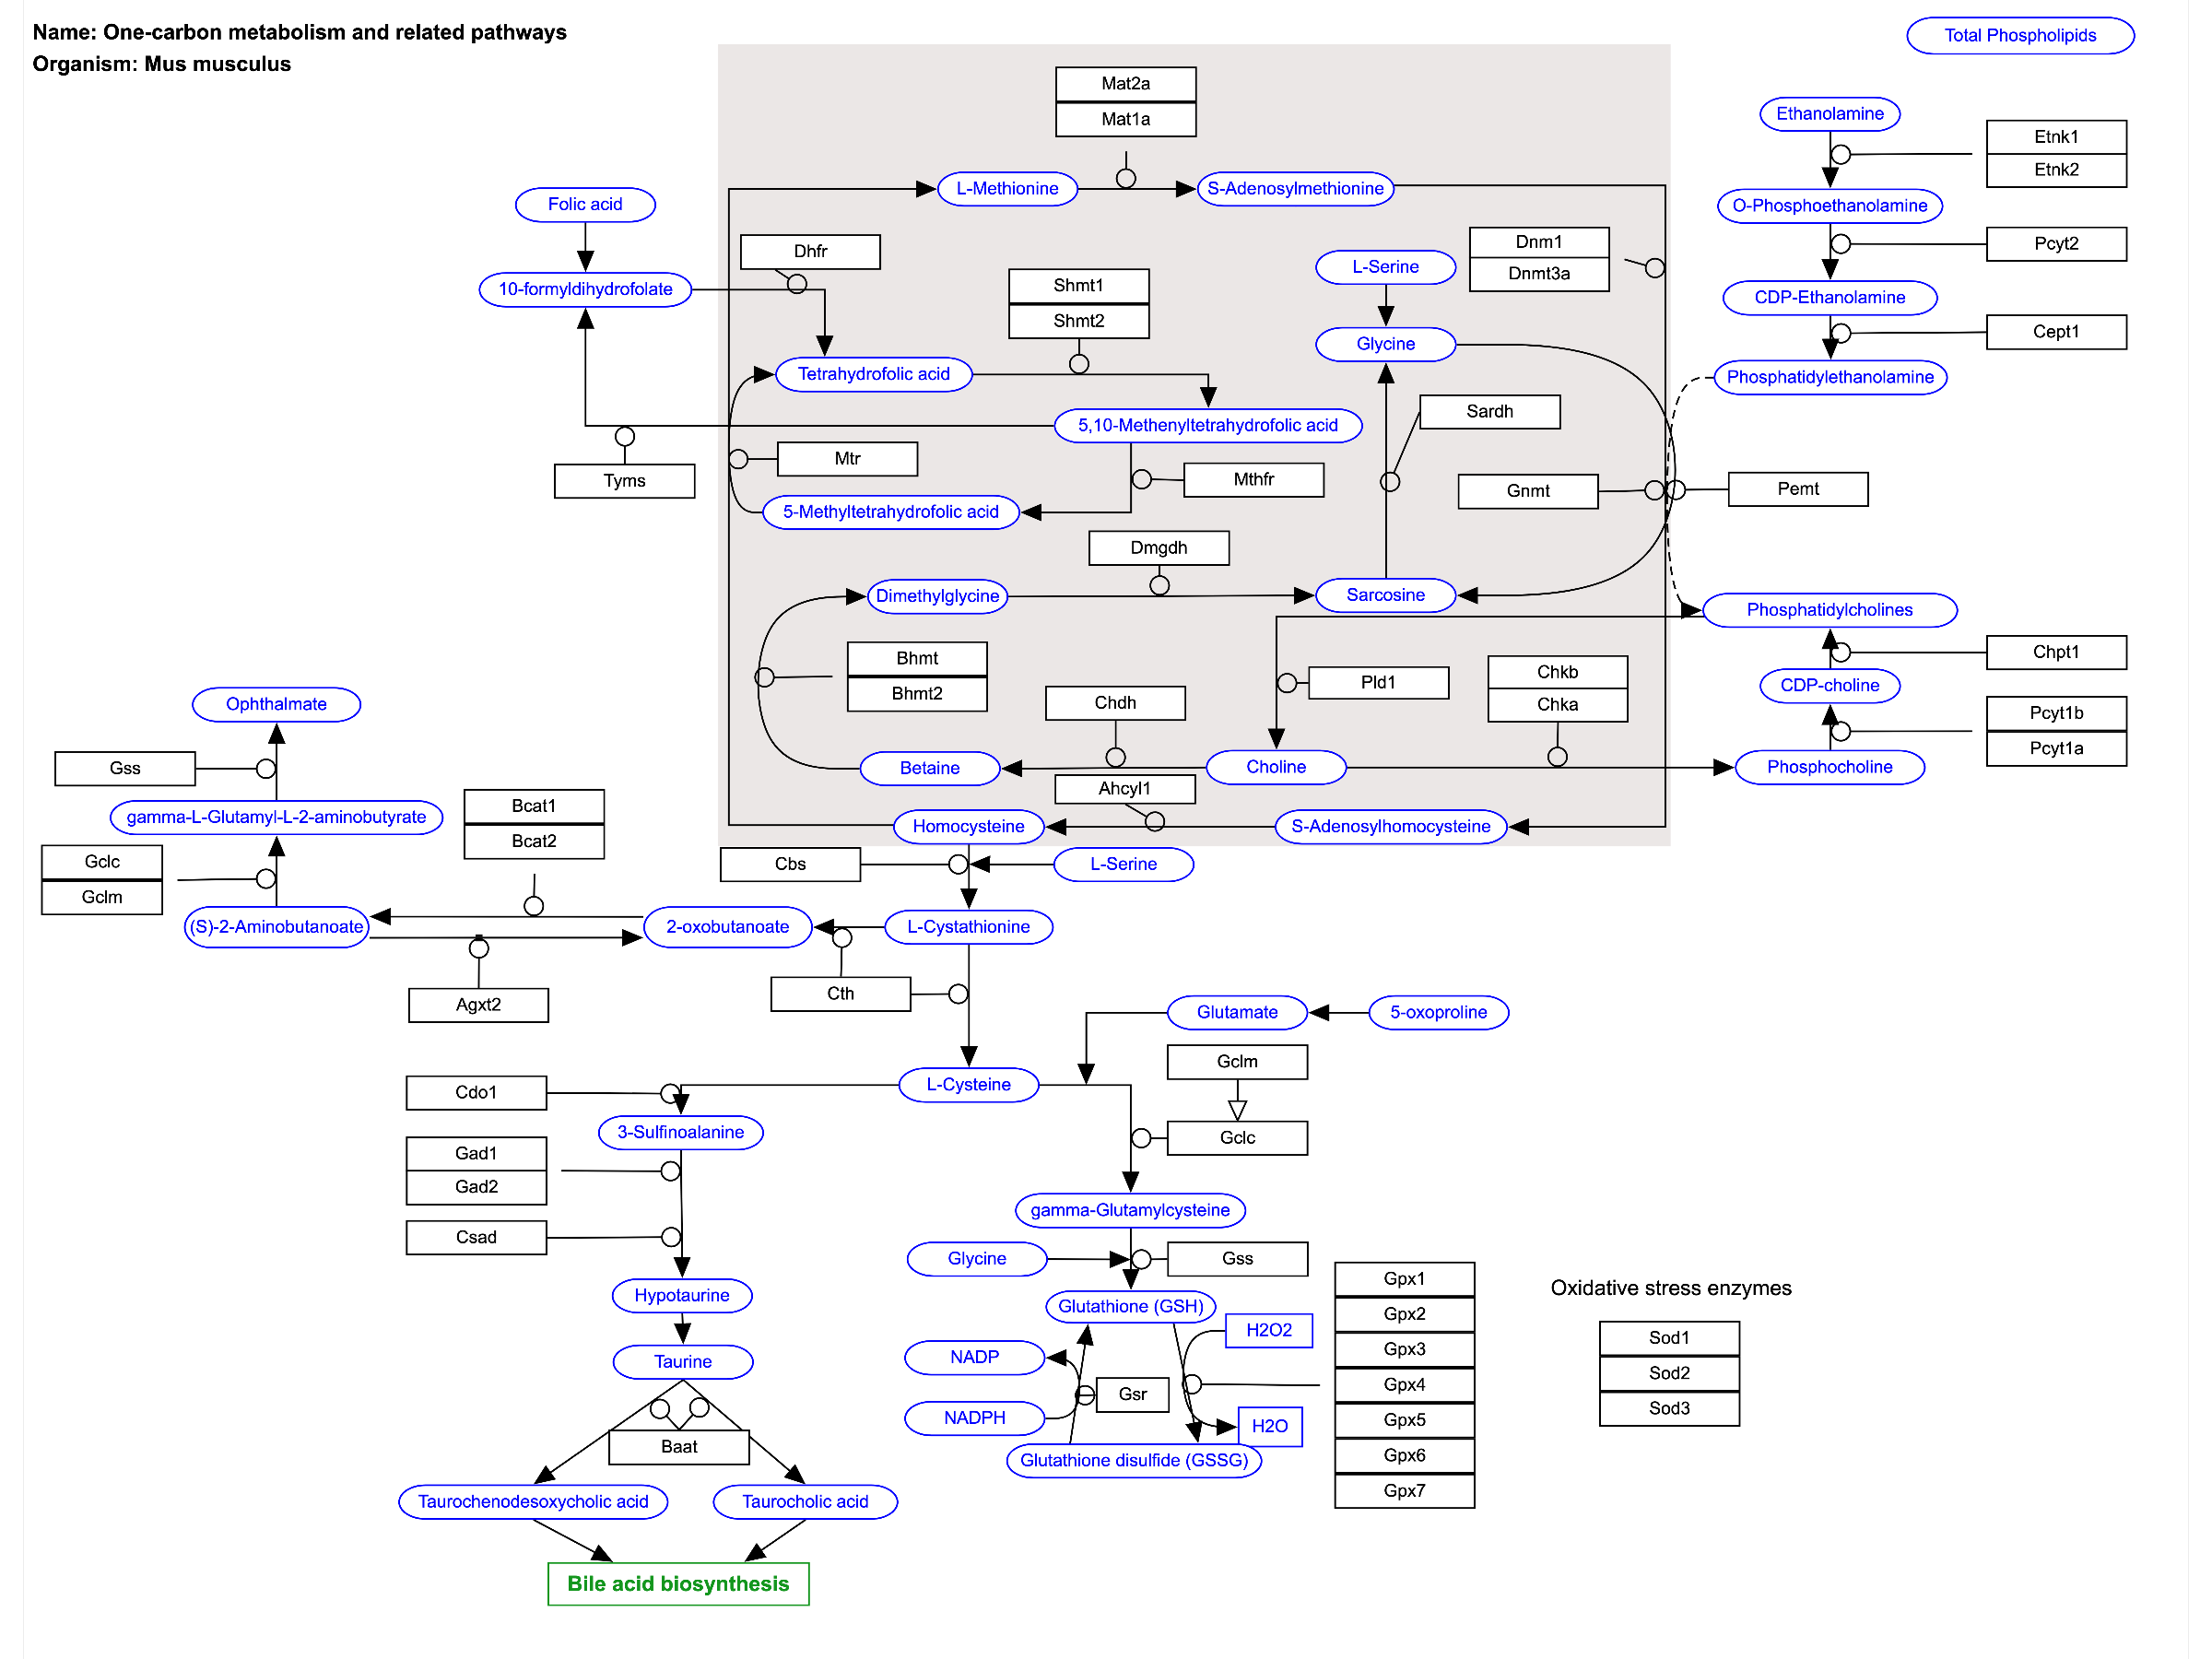 Name: One-carbon metabolism and related pathways
Organism: Mus musculus
Total Phospholipids
Mat2a
Mat1a
Ethanolamine
Etnk1
Etnk2
L-Methionine
S-Adenosylmethionine
Folic acid
O-Phosphoethanolamine
Dhfr
Dnm1
Dnmt3a
Pcyt2
L-Serine
10-formyldihydrofolate
Shmt1
Shmt2
CDP-Ethanolamine
Cept1
Glycine
Tetrahydrofolic acid
Phosphatidylethanolamine
Sardh
5,10-Methenyltetrahydrofolic acid
Mtr
Tyms
Mthfr
Gnmt
Pemt
5-Methyltetrahydrofolic acid
Dmgdh
Dimethylglycine
Sarcosine
Phosphatidylcholines
Bhmt
Bhmt2
Pld1
Chkb
Chka
Chpt1
CDP-choline
Ophthalmate
Chdh
Pcyt1b
Pcyt1a
Gss
Betaine
Choline
Phosphocholine
Ahcyl1
gamma-L-Glutamyl-L-2-aminobutyrate
Bcat1
Bcat2
Homocysteine
S-Adenosylhomocysteine
Gclc
Gclm
Cbs
L-Serine
(S)-2-Aminobutanoate
2-oxobutanoate
L-Cystathionine
Agxt2
Cth
Glutamate
5-oxoproline
Gclm
Cdo1
L-Cysteine
3-Sulfinoalanine
Gclc
Gad1
Gad2
Csad
gamma-Glutamylcysteine
Glycine
Gss
Hypotaurine
Glutathione (GSH)
Gpx1
Gpx2
Gpx3
Gpx4
Gpx5
Gpx6
Gpx7
Oxidative stress enzymes
Sod1
Sod2
Sod3
H2O2
Taurine
NADP
Gsr
NADPH
H2O
Baat
Glutathione disulfide (GSSG)
Taurochenodesoxycholic acid
Taurocholic acid
Bile acid biosynthesis